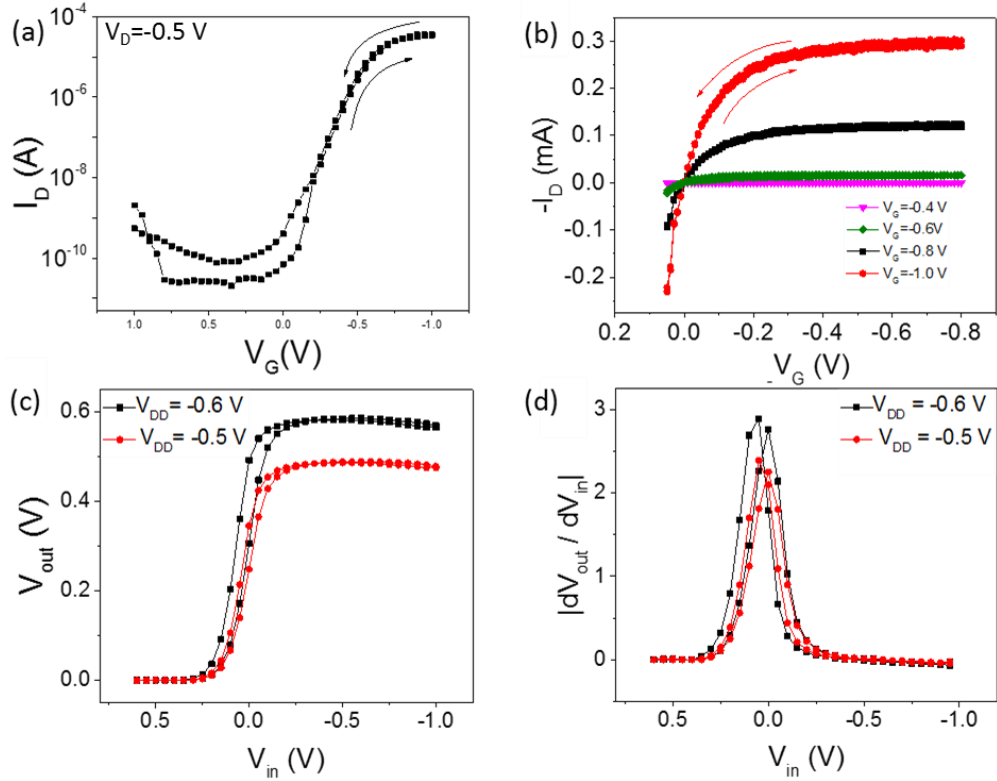 (a)
V_D=-0.5 V
10^-4
10^-6
10^-8
10^-10
I_D (A)
1.0 0.5 0.0 -0.5 -1.0
V_G(V)
(b)
0.3
0.2
0.1
0.0
-0.1
-0.2
-I_D (mA)
V_G=-0.4 V
V_G=-0.6V
V_G=-0.8 V
V_G=-1.0 V
0.2 0.0 -0.2 -0.4 -0.6 -0.8
-V_G (V)
(c)
V_DD= -0.6 V
V_DD= -0.5 V
0.6
0.4
0.2
0.0
V_out (V)
0.5 0.0 -0.5 -1.0
V_in (V)
(d)
V_DD = -0.6 V
V_DD = -0.5 V
3
2
1
0
|dV_out / dV_in|
0.5 0.0 -0.5 -1.0
V_in (V)